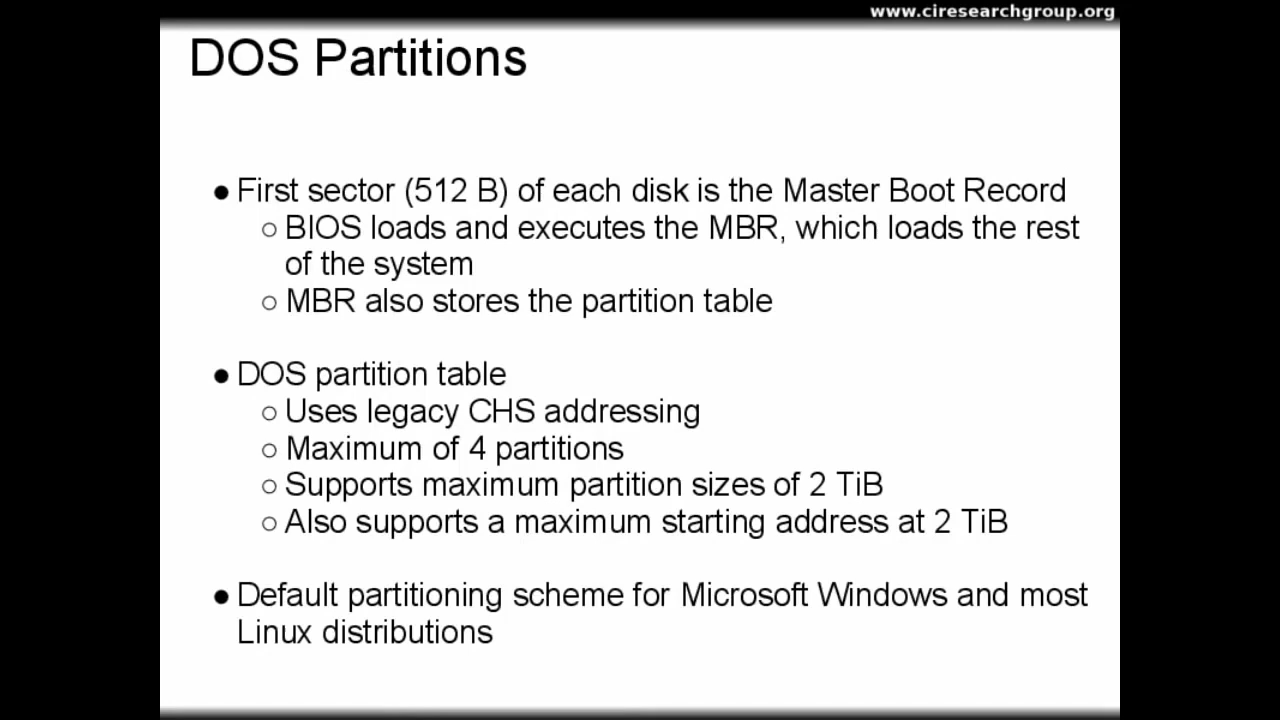 www.ciresearchgroup.org
DOS Partitions
● First sector (512 B) of each disk is the Master Boot Record
○ BIOS loads and executes the MBR, which loads the rest
of the system
○ MBR also stores the partition table
● DOS partition table
○ Uses legacy CHS addressing
○ Maximum of 4 partitions
○ Supports maximum partition sizes of 2 TiB
○ Also supports a maximum starting address at 2 TiB
● Default partitioning scheme for Microsoft Windows and most
Linux distributions